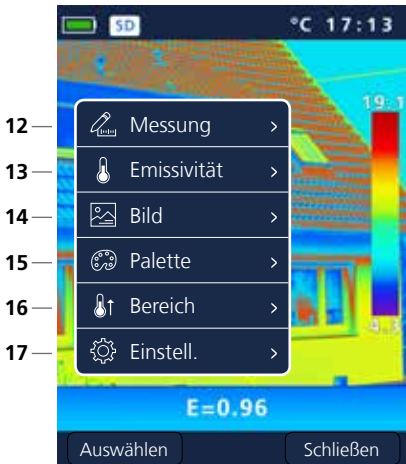 SD °C 17:13
19.1
12 Messung >
13 Emissivität >
14 Bild >
15 Palette >
16 Bereich >
4.3
17 Einstell. >
E=0.96
Auswählen Schließen